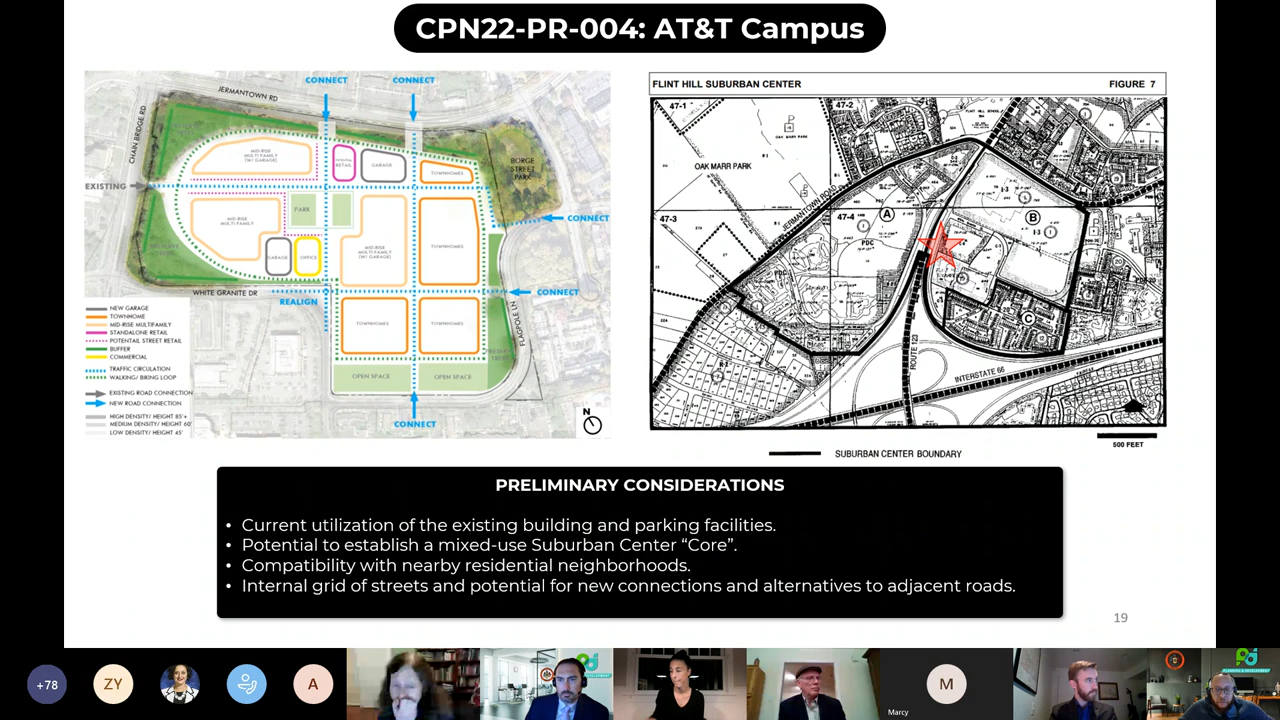 CPN22-PR-004: AT&T Campus
CONNECT
CONNECT
JERMANTOWN RD
CHAIN BRIDGE RD
MID-RISE
MULTI FAMILY
(W/ GARAGE)
RETAIL
GARAGE
TOWNHOMES
BORGE
STREET
PARK
EXISTING
CONNECT
MID-RISE
MULTI FAMILY
PARK
MID-RISE
MULTI FAMILY
(W/ GARAGE)
TOWNHOMES
GARAGE
OFFICE
WHITE GRANITE DR
REALIGN
CONNECT
TOWNHOMES
TOWNHOMES
OPEN SPACE
OPEN SPACE
CONNECT
N
NEW GARAGE
TOWNHOME
MID-RISE MULTIFAMILY
STANDALONE RETAIL
POTENTAIL STREET RETAIL
BUFFER
COMMERCIAL
TRAFFIC CIRCULATION
WALKING/ BIKING LOOP
EXISTING ROAD CONNECTION
NEW ROAD CONNECTION
HIGH DENSITY/ HEIGHT 85'+
MEDIUM DENSITY/ HEIGHT 60'
LOW DENSITY/ HEIGHT 45'
FLINT HILL SUBURBAN CENTER
FIGURE 7
47-1
47-2
OAK MARR PARK
OAK MARR PARK
JERMANTOWN
47-3
47-4
A
B
C
PDC
I-3
I-3
ROUTE 123
INTERSTATE 66
500 FEET
SUBURBAN CENTER BOUNDARY
PRELIMINARY CONSIDERATIONS
• Current utilization of the existing building and parking facilities.
• Potential to establish a mixed-use Suburban Center “Core”.
• Compatibility with nearby residential neighborhoods.
• Internal grid of streets and potential for new connections and alternatives to adjacent roads.
19
+78
ZY
A
M
Marcy